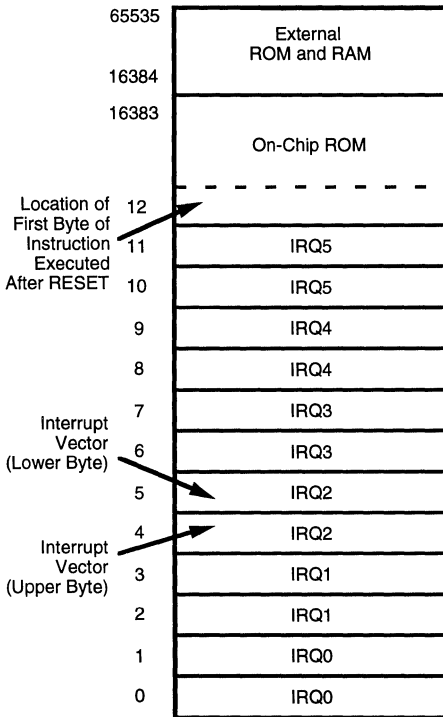 65535
External
ROM and RAM
16384
16383
On-Chip ROM
Location of
First Byte of
Instruction
Executed
After RESET
12
11 IRQ5
10 IRQ5
9 IRQ4
8 IRQ4
7 IRQ3
6 IRQ3
Interrupt
Vector
(Lower Byte)
5 IRQ2
4 IRQ2
Interrupt
Vector
(Upper Byte)
3 IRQ1
2 IRQ1
1 IRQ0
0 IRQ0